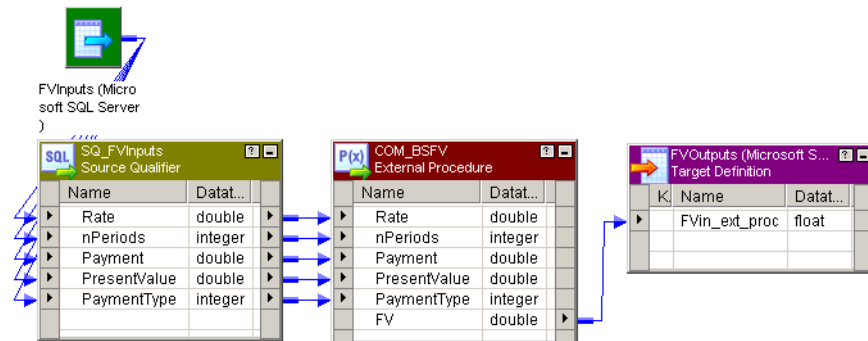 FVInputs (Micro
soft SQL Server
)
SQL SQ_FVInputs ?
Source Qualifier
Name Datat...
Rate double
nPeriods integer
Payment double
PresentValue double
PaymentType integer
P(x) COM_BSFV ?
External Procedure
Name Datat...
Rate double
nPeriods integer
Payment double
PresentValue double
PaymentType integer
FV double
FVOutputs (Microsoft S... ?
Target Definition
K. Name Datat...
FVin_ext_proc float